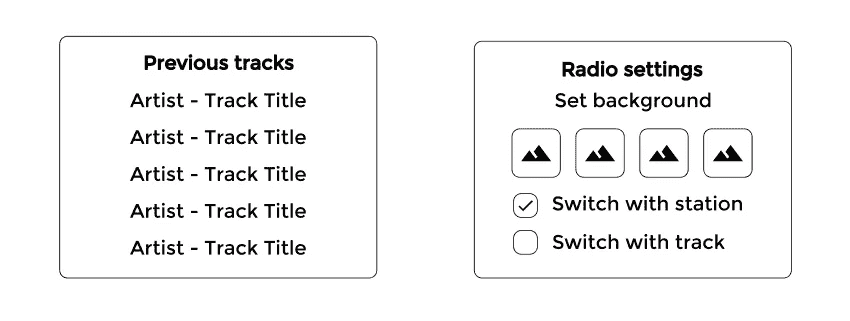 Previous tracks
Artist - Track Title
Artist - Track Title
Artist - Track Title
Artist - Track Title
Artist - Track Title
Radio settings
Set background
Switch with station
Switch with track